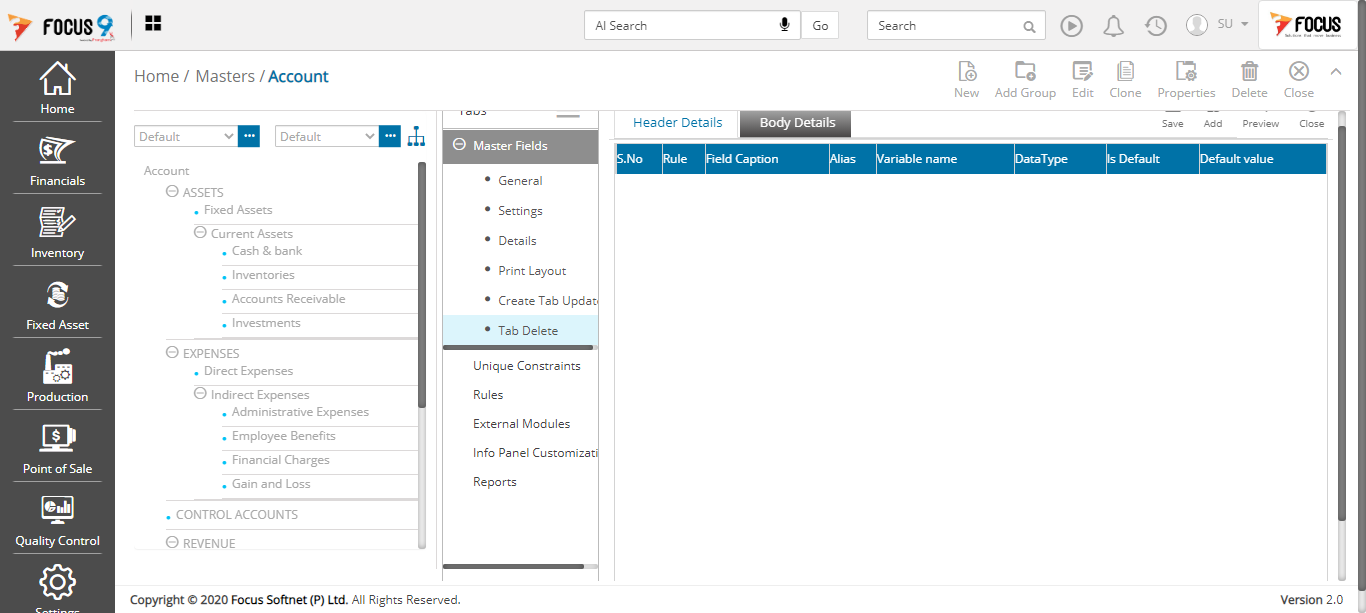 FOCUS 9
AI Search
Go
Search
SU
FOCUS
Home / Masters / Account
New
Add Group
Edit
Clone
Properties
Delete
Close
Home
Financials
Inventory
Fixed Asset
Production
Point of Sale
Quality Control
Settings
Default
Default
Account
ASSETS
Fixed Assets
Current Assets
Cash & bank
Inventories
Accounts Receivable
Investments
EXPENSES
Direct Expenses
Indirect Expenses
Administrative Expenses
Employee Benefits
Financial Charges
Gain and Loss
CONTROL ACCOUNTS
REVENUE
Tabs
Master Fields
General
Settings
Details
Print Layout
Create Tab Updat
Tab Delete
Unique Constraints
Rules
External Modules
Info Panel Customizati
Reports
Header Details
Body Details
Save
Add
Preview
Close
S.No
Rule
Field Caption
Alias
Variable name
DataType
Is Default
Default value
Copyright © 2020 Focus Softnet (P) Ltd. All Rights Reserved.
Version 2.0